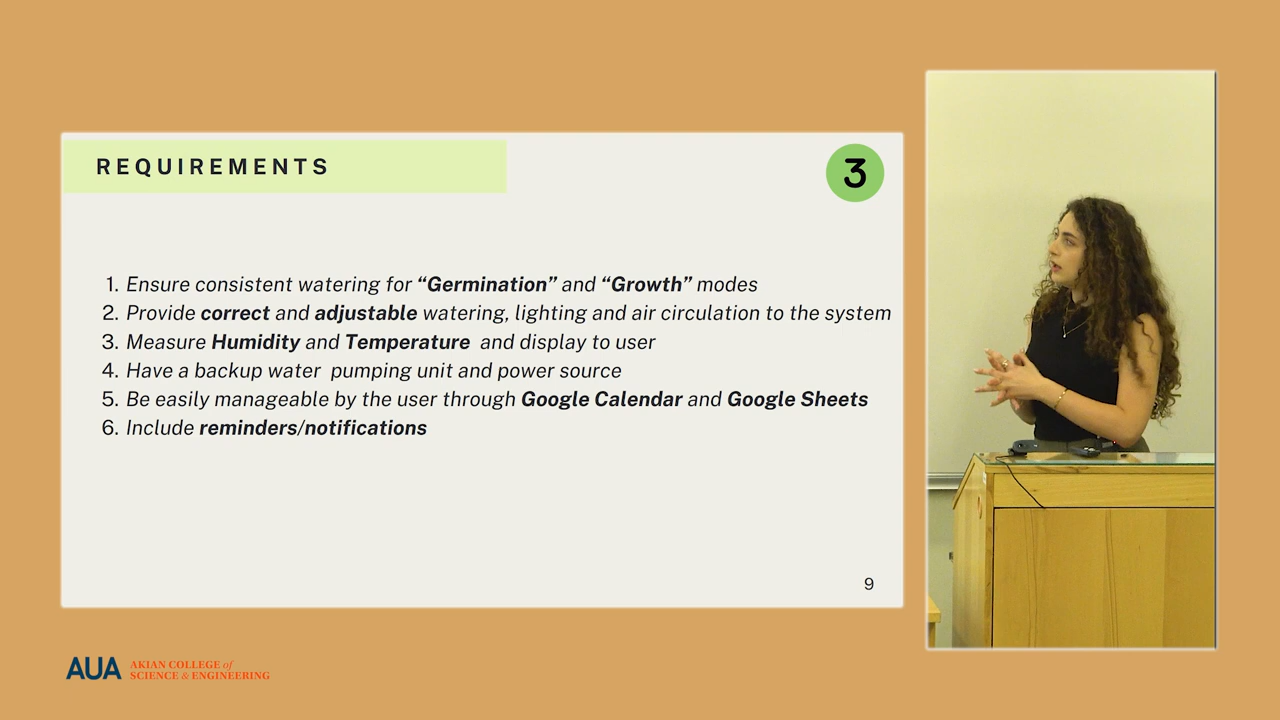 REQUIREMENTS
3
1. Ensure consistent watering for “Germination” and “Growth” modes
2. Provide correct and adjustable watering, lighting and air circulation to the system
3. Measure Humidity and Temperature and display to user
4. Have a backup water pumping unit and power source
5. Be easily manageable by the user through Google Calendar and Google Sheets
6. Include reminders/notifications
9
AUA AKIAN COLLEGE of
SCIENCE & ENGINEERING